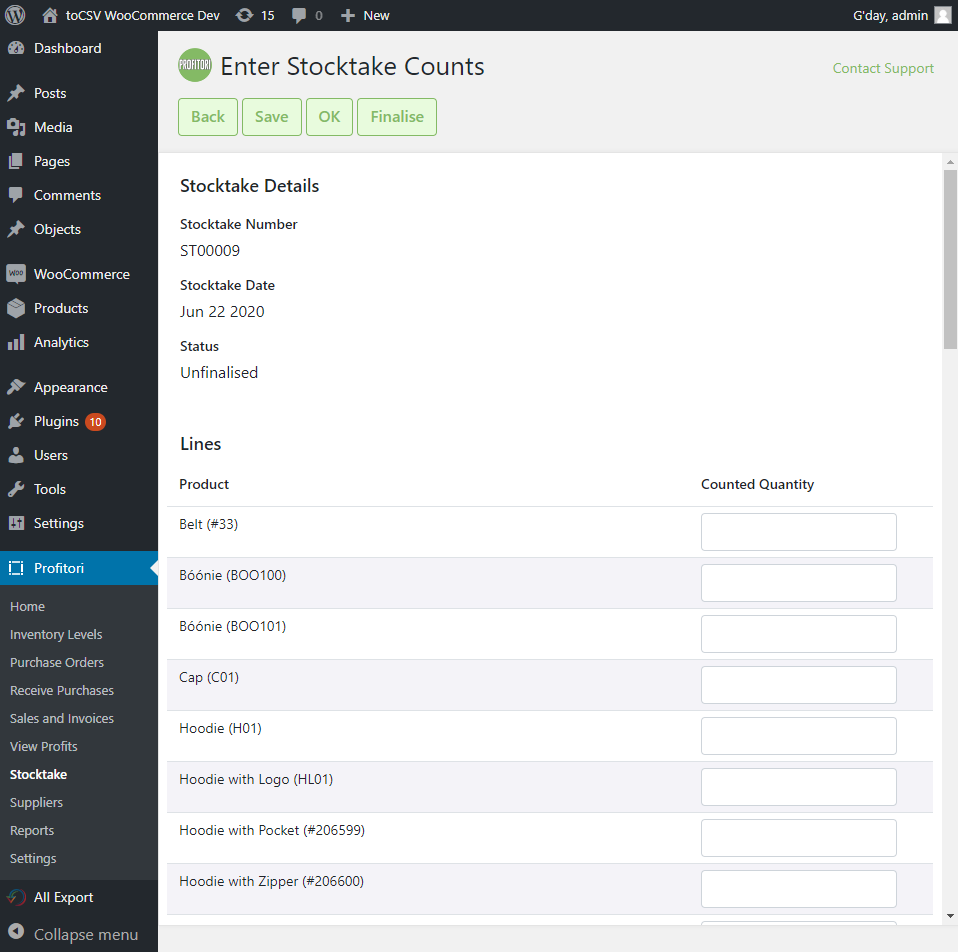 toCSV WooCommerce Dev 15 0 New G'day, admin
Dashboard
Posts
Media
Pages
Comments
Objects
WOO WooCommerce
Products
Analytics
Appearance
Plugins 10
Users
Tools
Settings
Profitori
Home
Inventory Levels
Purchase Orders
Receive Purchases
Sales and Invoices
View Profits
Stocktake
Suppliers
Reports
Settings
All Export
Collapse menu
PROFITORI Enter Stocktake Counts
Contact Support
Back Save OK Finalise
Stocktake Details
Stocktake Number
ST00009
Stocktake Date
Jun 22 2020
Status
Unfinalised
Lines
Product Counted Quantity
Belt (#33)
Bóónie (BOO100)
Bóónie (BOO101)
Cap (C01)
Hoodie (H01)
Hoodie with Logo (HL01)
Hoodie with Pocket (#206599)
Hoodie with Zipper (#206600)